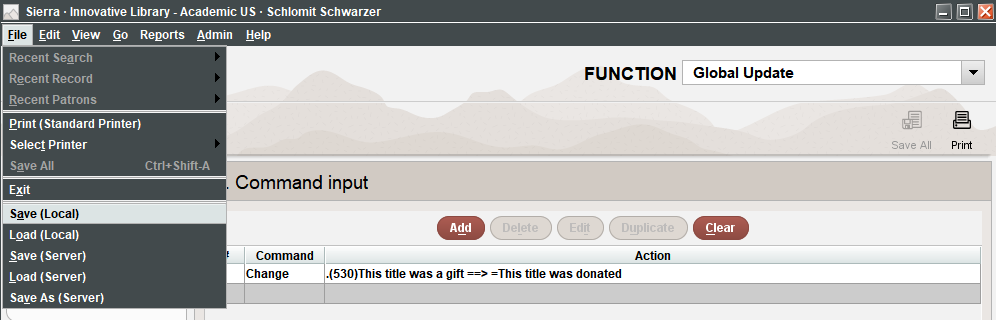 Sierra · Innovative Library - Academic US · Schlomit Schwarzer
File Edit View Go Reports Admin Help
Recent Search
Recent Record
Recent Patrons
Print (Standard Printer)
Select Printer
Save All Ctrl+Shift-A
Exit
Save (Local)
Load (Local)
Save (Server)
Load (Server)
Save As (Server)
FUNCTION Global Update
Save All Print
. Command input
Add Delete Edit Duplicate Clear
Command Action
Change .(530)This title was a gift ==> =This title was donated